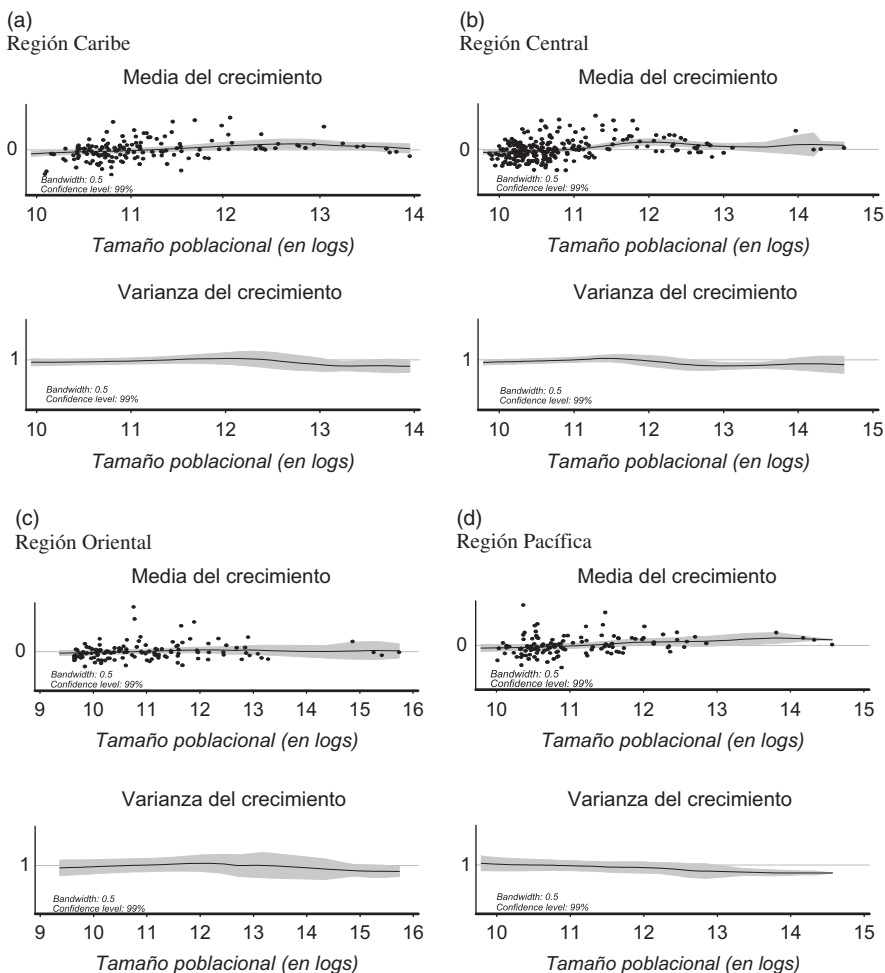 (a)
Región Caribe
Media del crecimiento
0
Bandwidth: 0.5
Confidence level: 99%
10 11 12 13 14
Tamaño poblacional (en logs)
Varianza del crecimiento
1
Bandwidth: 0.5
Confidence level: 99%
10 11 12 13 14
Tamaño poblacional (en logs)
(b)
Región Central
Media del crecimiento
0
Bandwidth: 0.5
Confidence level: 99%
10 11 12 13 14 15
Tamaño poblacional (en logs)
Varianza del crecimiento
1
Bandwidth: 0.5
Confidence level: 99%
10 11 12 13 14 15
Tamaño poblacional (en logs)
(c)
Región Oriental
Media del crecimiento
0
Bandwidth: 0.5
Confidence level: 99%
9 10 11 12 13 14 15 16
Tamaño poblacional (en logs)
Varianza del crecimiento
1
Bandwidth: 0.5
Confidence level: 99%
9 10 11 12 13 14 15 16
Tamaño poblacional (en logs)
(d)
Región Pacífica
Media del crecimiento
0
Bandwidth: 0.5
Confidence level: 99%
10 11 12 13 14 15
Tamaño poblacional (en logs)
Varianza del crecimiento
1
Bandwidth: 0.5
Confidence level: 99%
10 11 12 13 14 15
Tamaño poblacional (en logs)